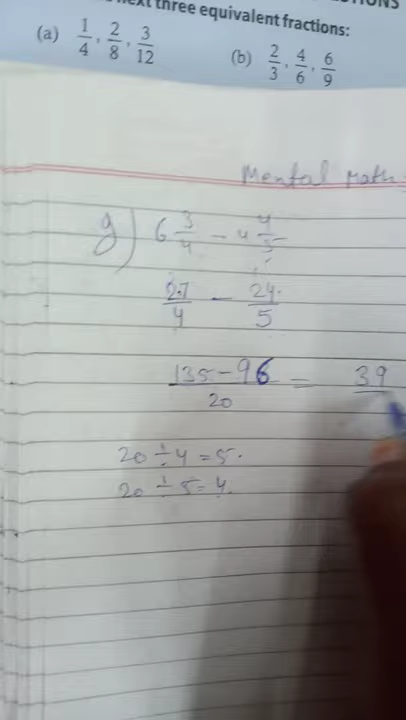 next three equivalent fractions:
(a) 1/4, 2/8, 3/12
(b) 2/3, 4/6, 6/9
Mental Math
g) 6 3/4 - 4 4/5
27/4 - 24/5
135-96/20 = 39
20 ÷ 4 = 5.
20 ÷ 5 = 4.